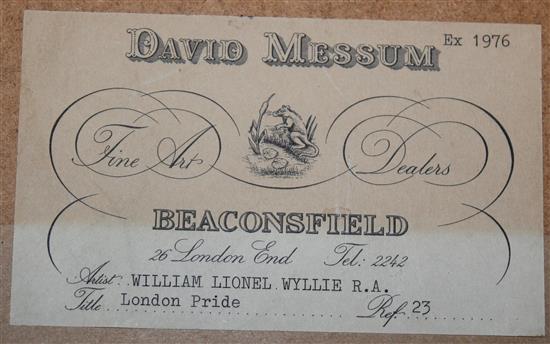 DAVID MESSUM Ex 1976
Fine Art Dealers
BEACONSFIELD
26 London End Tel: 2242
Artist WILLIAM LIONEL WYLLIE R.A.
Title London Pride Ref. 23